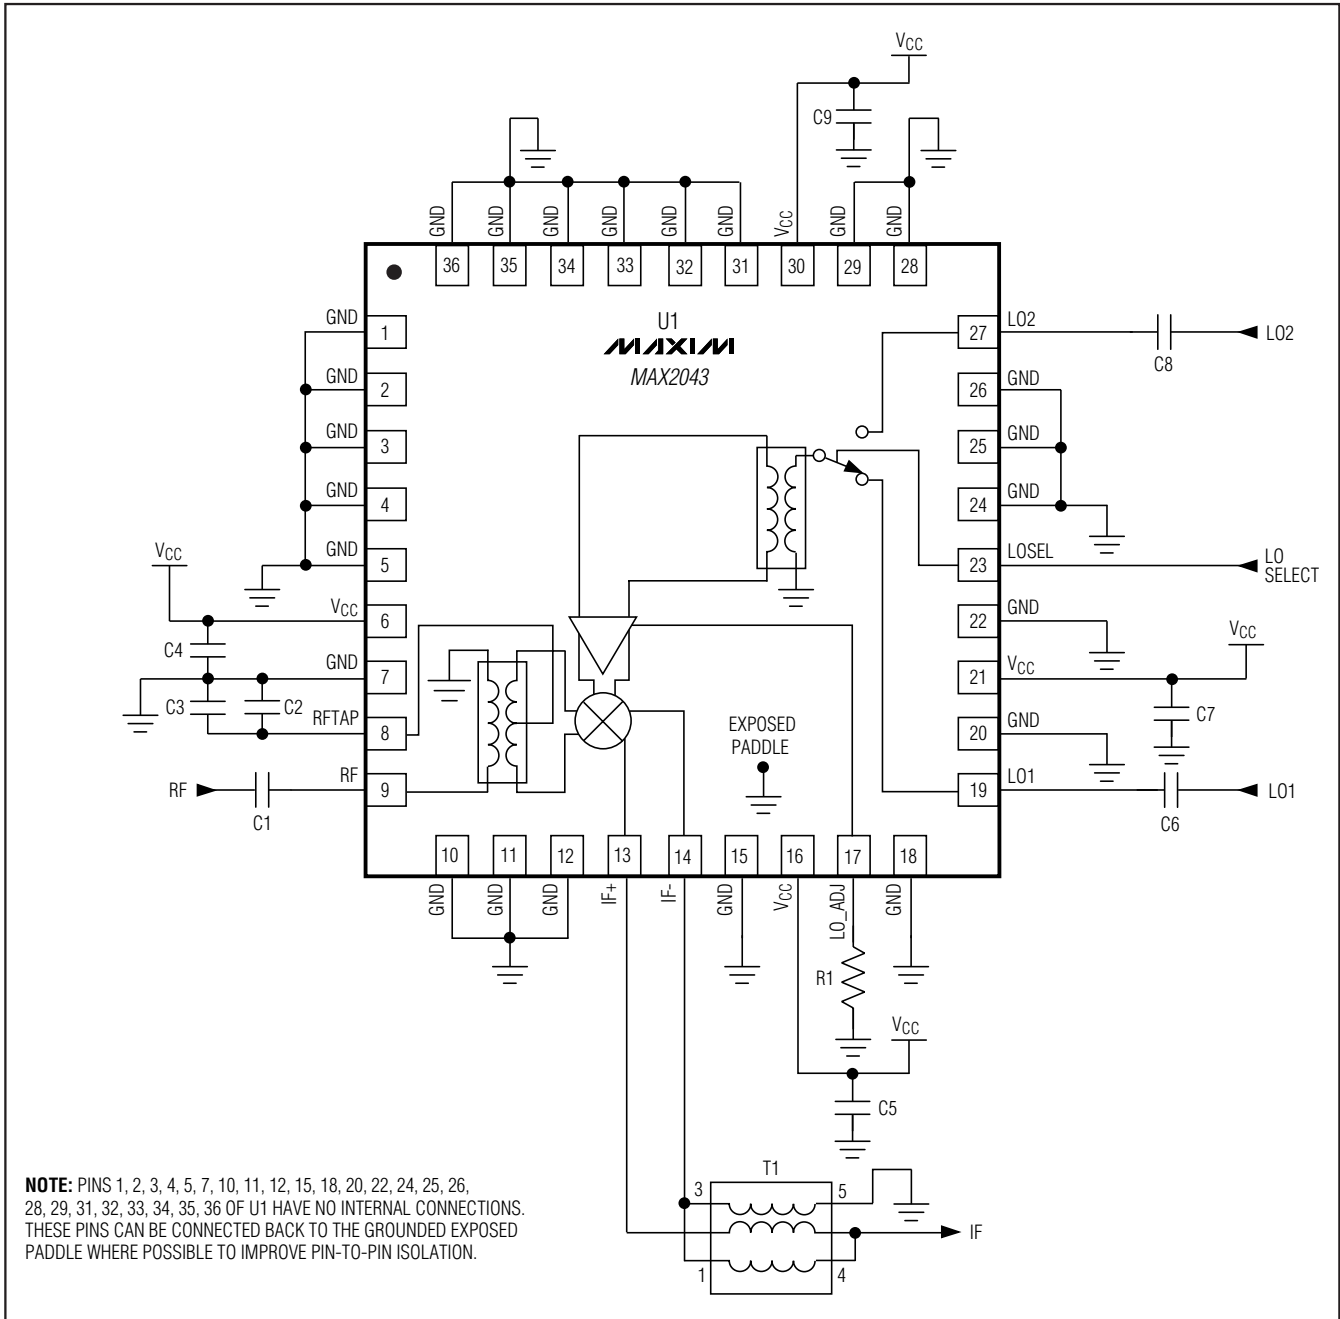 VCC
C9
GND
GND
GND
GND
GND
GND
VCC
GND
GND
36
35
34
33
32
31
30
29
28
U1
MAXIM
MAX2043
GND
1
GND
2
GND
3
GND
4
GND
5
VCC
VCC
6
C4
GND
7
C3
C2
RFTAP
8
RF
RF
9
C1
27
LO2
LO2
C8
26
GND
25
GND
24
GND
23
LOSEL
LO
SELECT
22
GND
VCC
21
VCC
C7
20
GND
19
LO1
LO1
C6
EXPOSED
PADDLE
10
11
12
13
14
15
16
17
18
GND
GND
GND
IF+
IF-
GND
VCC
LO_ADJ
GND
R1
VCC
C5
T1
3
5
IF
1
4
NOTE: PINS 1, 2, 3, 4, 5, 7, 10, 11, 12, 15, 18, 20, 22, 24, 25, 26,
28, 29, 31, 32, 33, 34, 35, 36 OF U1 HAVE NO INTERNAL CONNECTIONS.
THESE PINS CAN BE CONNECTED BACK TO THE GROUNDED EXPOSED
PADDLE WHERE POSSIBLE TO IMPROVE PIN-TO-PIN ISOLATION.